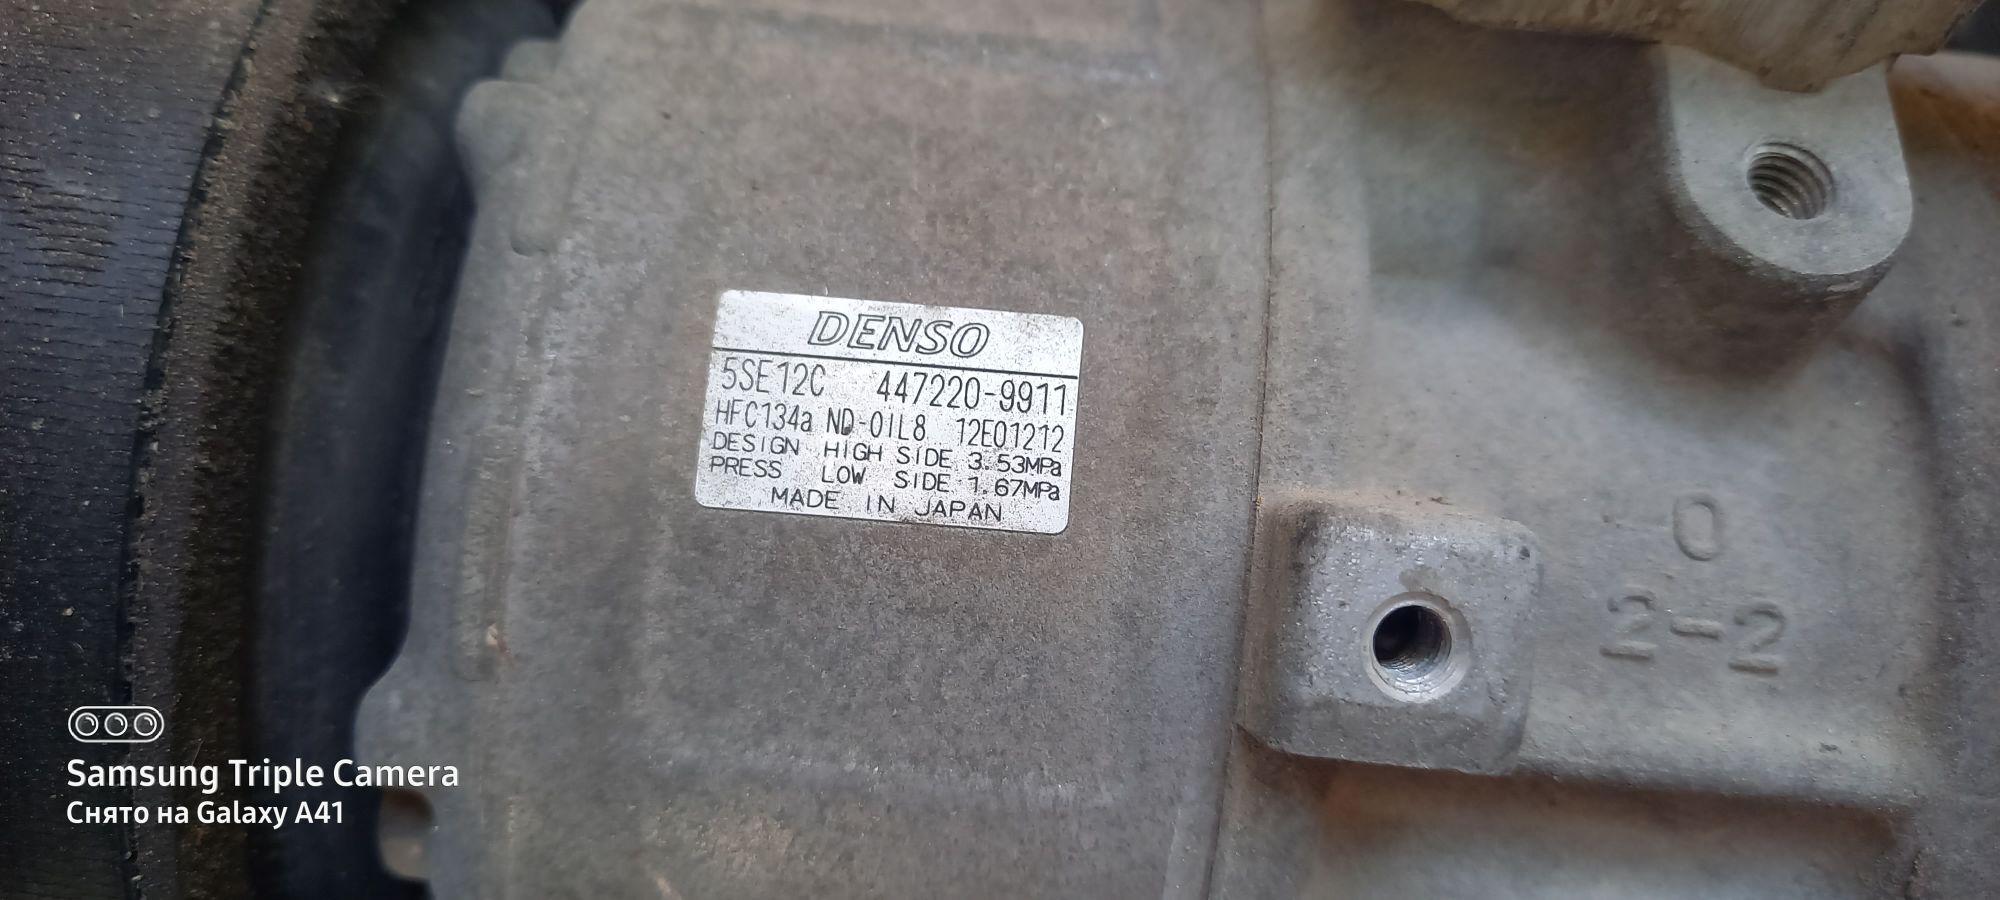 DENSO
5SE12C 447220-9911
HFC134a ND-OIL8 12E01212
DESIGN HIGH SIDE 3.53MPa
PRESS LOW SIDE 1.67MPa
MADE IN JAPAN
0
2-2
Samsung Triple Camera
Снято на Galaxy A41